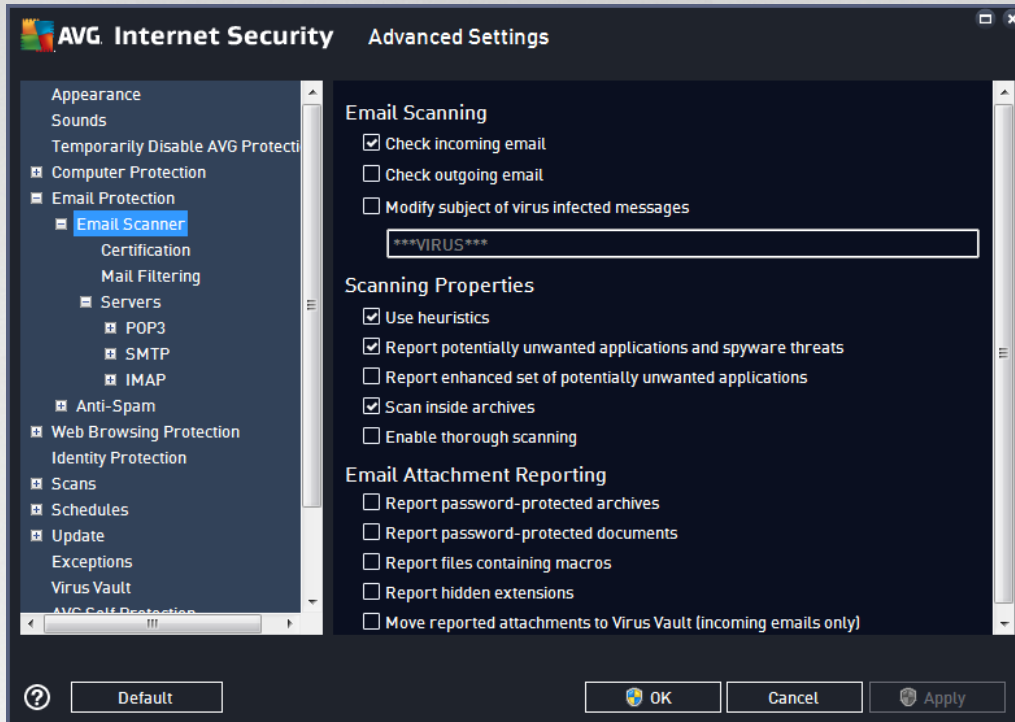 AVG Internet Security Advanced Settings
Appearance
Sounds
Temporarily Disable AVG Protecti
Computer Protection
Email Protection
Email Scanner
Certification
Mail Filtering
Servers
POP3
SMTP
IMAP
Anti-Spam
Web Browsing Protection
Identity Protection
Scans
Schedules
Update
Exceptions
Virus Vault
AVG Self Protection
Email Scanning
Check incoming email
Check outgoing email
Modify subject of virus infected messages
***VIRUS***
Scanning Properties
Use heuristics
Report potentially unwanted applications and spyware threats
Report enhanced set of potentially unwanted applications
Scan inside archives
Enable thorough scanning
Email Attachment Reporting
Report password-protected archives
Report password-protected documents
Report files containing macros
Report hidden extensions
Move reported attachments to Virus Vault (incoming emails only)
? Default OK Cancel Apply